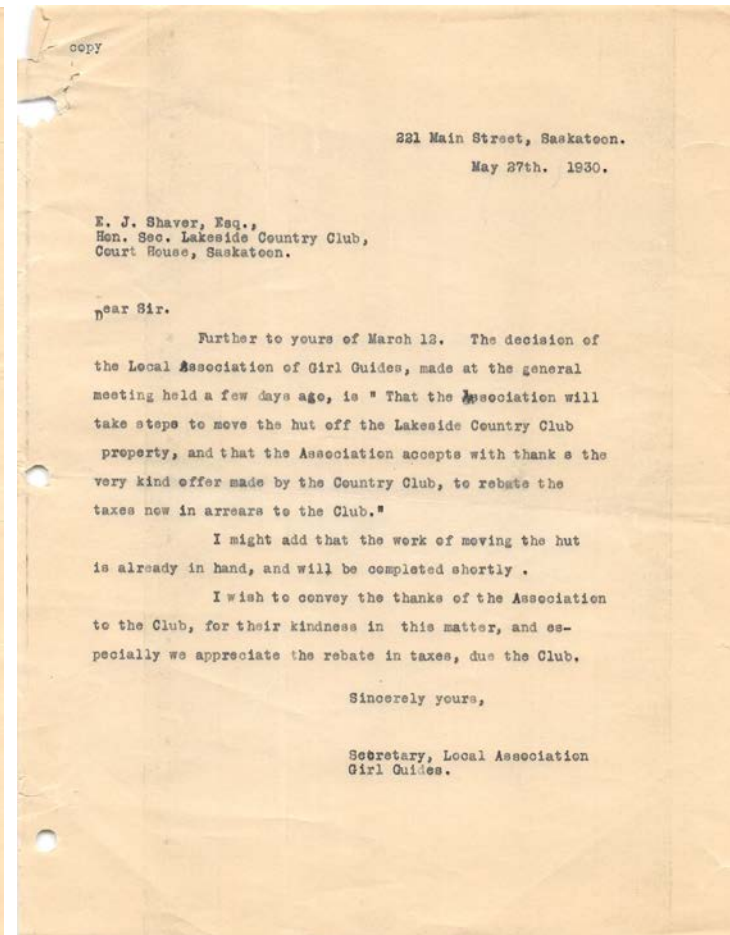 copy
221 Main Street, Saskatoon.
May 27th. 1930.
E. J. Shaver, Esq.,
Hon. Sec. Lakeside Country Club,
Court House, Saskatoon.
Dear Sir.
Further to yours of March 12. The decision of
the Local Association of Girl Guides, made at the general
meeting held a few days ago, is " That the Association will
take steps to move the hut off the Lakeside Country Club
property, and that the Association accepts with thank s the
very kind offer made by the Country Club, to rebate the
taxes now in arrears to the Club."
I might add that the work of moving the hut
is already in hand, and will be completed shortly .
I wish to convey the thanks of the Association
to the Club, for their kindness in this matter, and es-
pecially we appreciate the rebate in taxes, due the Club.
Sincerely yours,
Secretary, Local Association
Girl Guides.